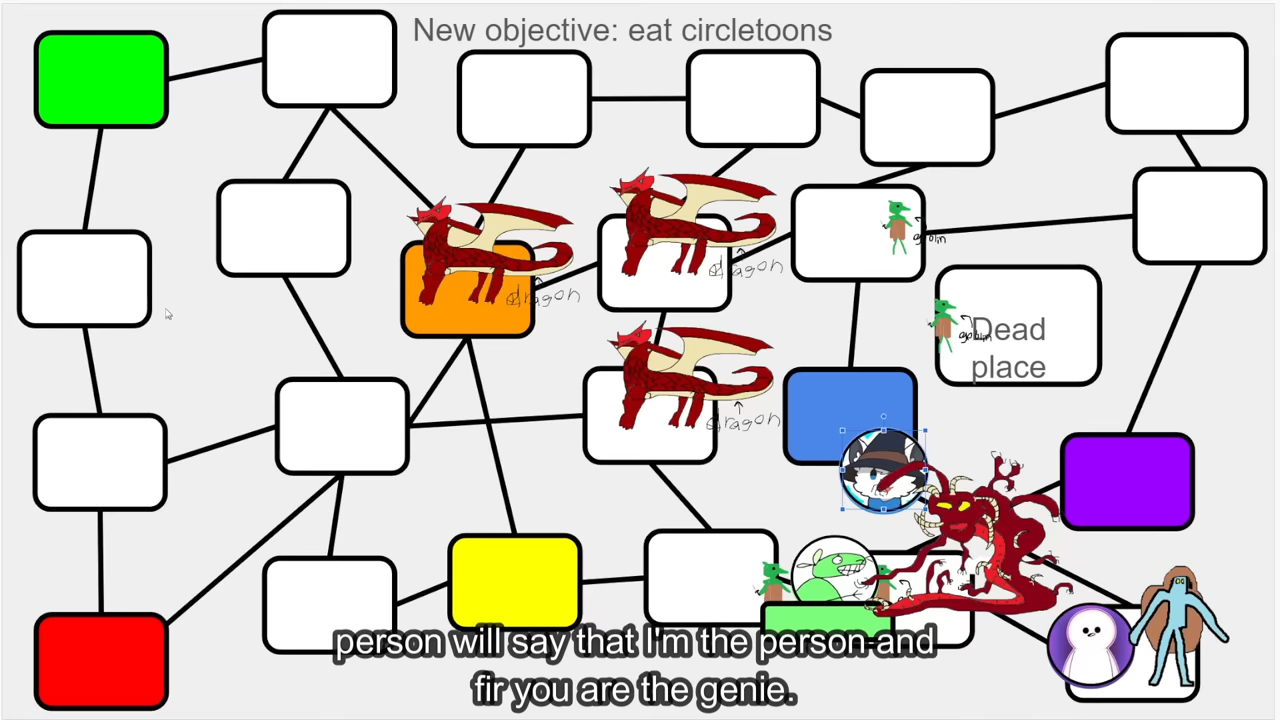 New objective: eat circletoons
goblin
dragon
dragon
goblin
Dead
place
dragon
person will say that I'm the person and
fir you are the genie.